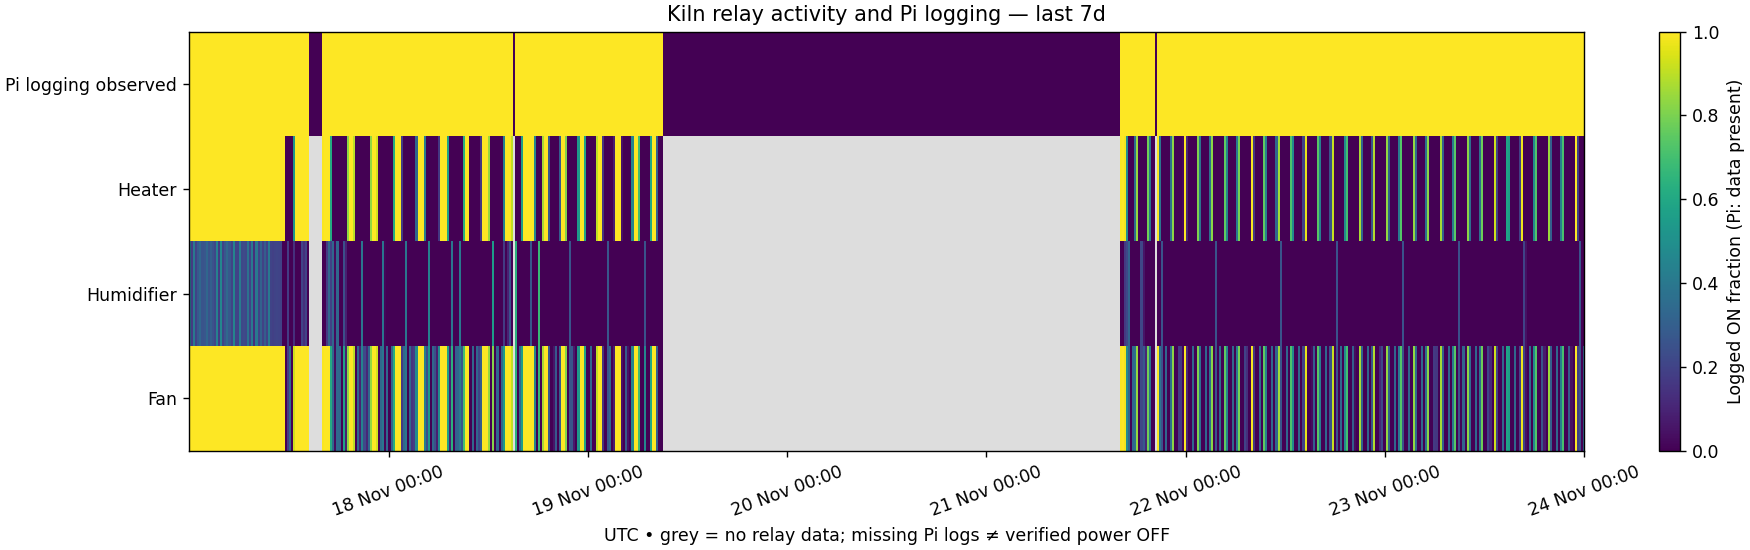 Kiln relay activity and Pi logging — last 7d
Pi logging observed
Heater
Humidifier
Fan
18 Nov 00:00
19 Nov 00:00
20 Nov 00:00
21 Nov 00:00
22 Nov 00:00
23 Nov 00:00
24 Nov 00:00
UTC • grey = no relay data; missing Pi logs ≠ verified power OFF
1.0
0.8
0.6
0.4
0.2
0.0
Logged ON fraction (Pi: data present)